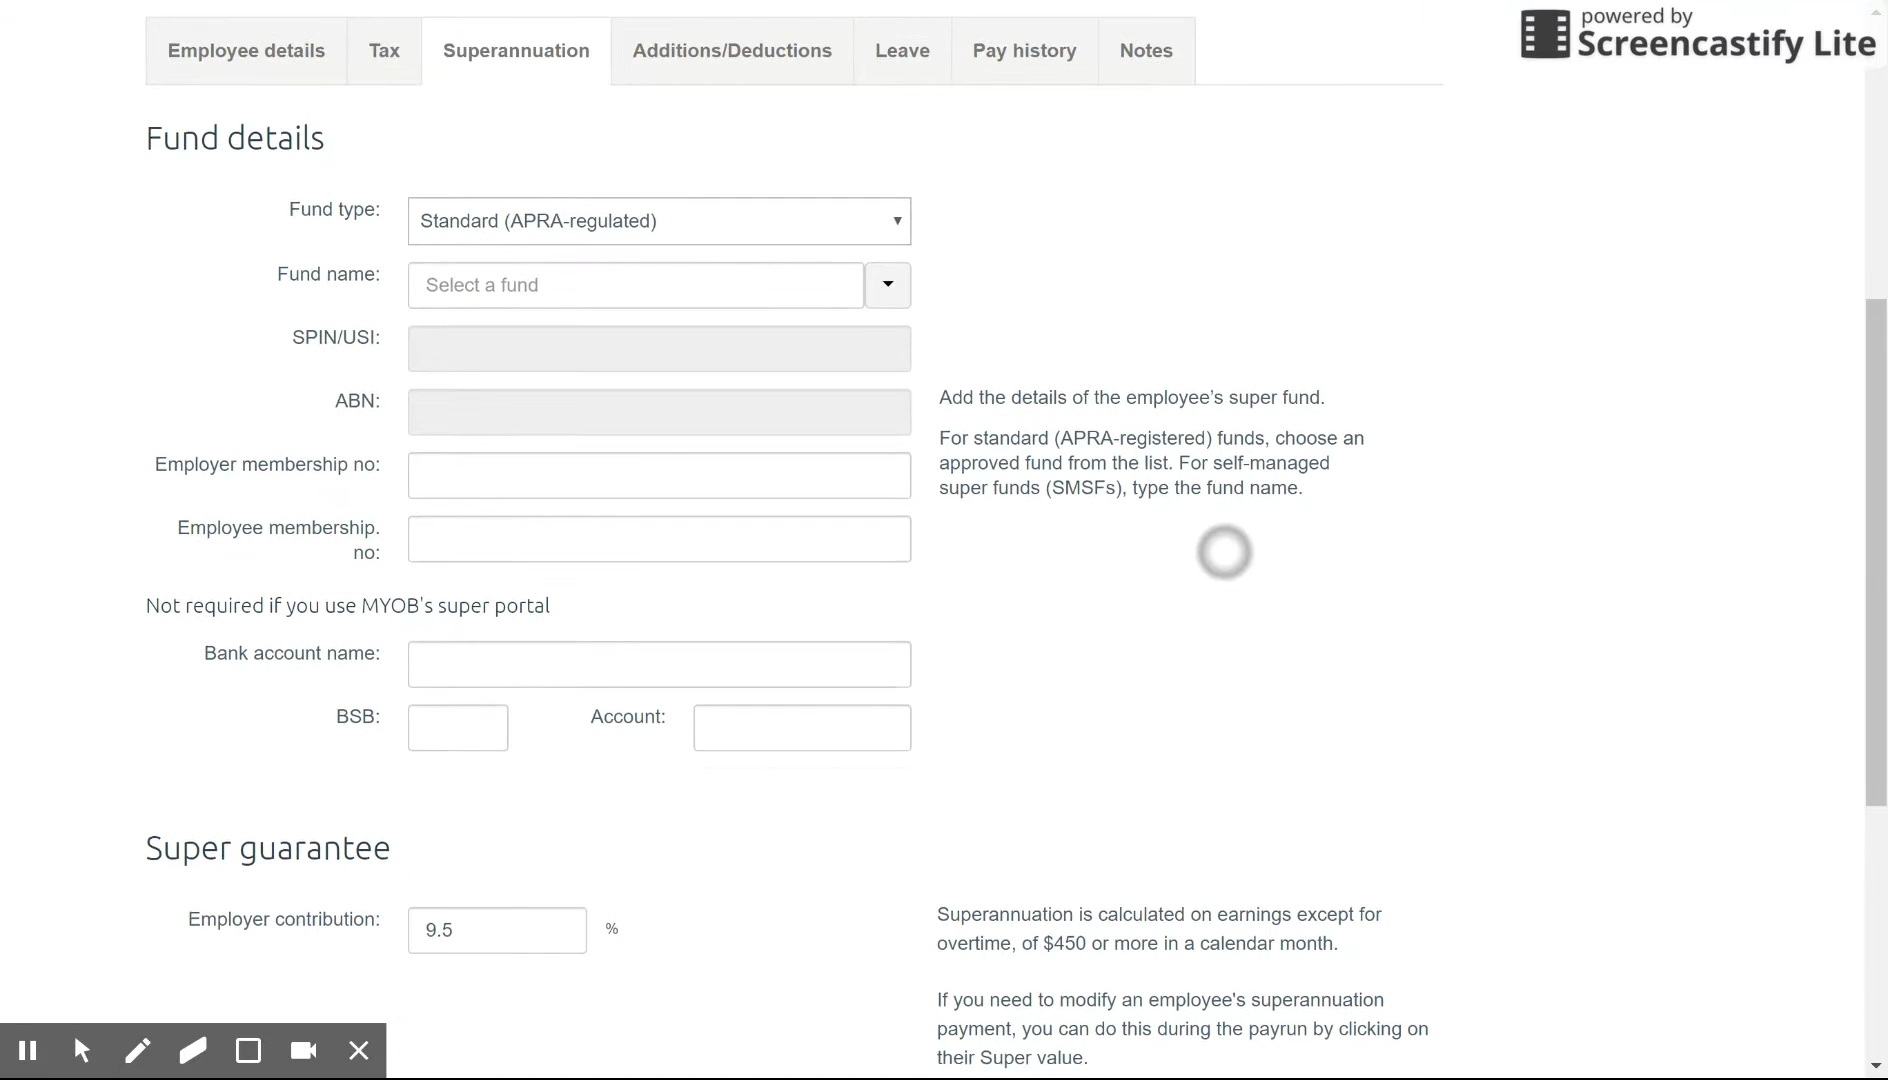 powered by
Screencastify Lite
Employee details Tax Superannuation Additions/Deductions Leave Pay history Notes
Fund details
Fund type: Standard (APRA-regulated)
Fund name: Select a fund
SPIN/USI:
ABN:
Add the details of the employee’s super fund.
For standard (APRA-registered) funds, choose an
approved fund from the list. For self-managed
super funds (SMSFs), type the fund name.
Employer membership no:
Employee membership.
no:
Not required if you use MYOB's super portal
Bank account name:
BSB: Account:
Super guarantee
Employer contribution: 9.5 %
Superannuation is calculated on earnings except for
overtime, of $450 or more in a calendar month.
If you need to modify an employee's superannuation
payment, you can do this during the payrun by clicking on
their Super value.